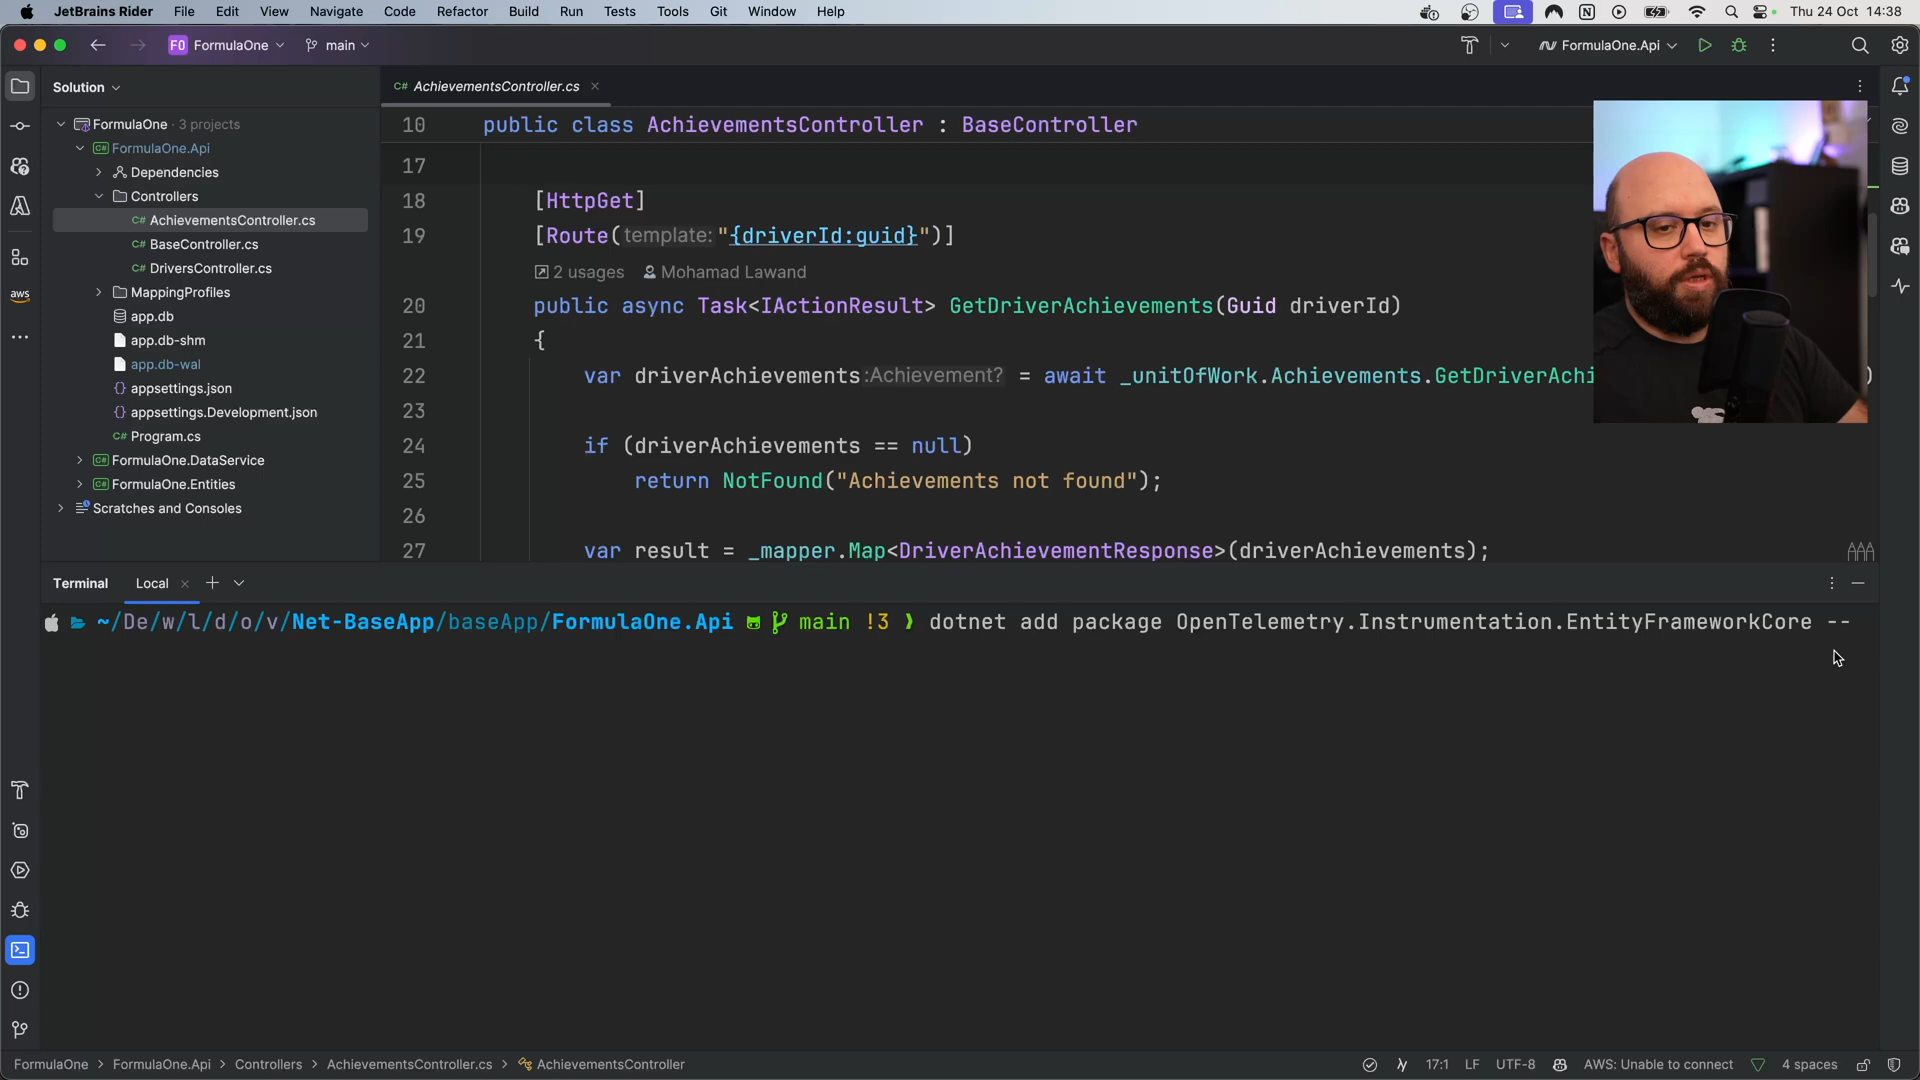 JetBrains Rider File Edit View Navigate Code Refactor Build Run Tests Tools Git Window Help Thu 24 Oct 14:38
F0 FormulaOne main FormulaOne.Api
Solution
FormulaOne · 3 projects
FormulaOne.Api
Dependencies
Controllers
C# AchievementsController.cs
C# BaseController.cs
C# DriversController.cs
MappingProfiles
app.db
app.db-shm
app.db-wal
{} appsettings.json
{} appsettings.Development.json
C# Program.cs
C# FormulaOne.DataService
C# FormulaOne.Entities
Scratches and Consoles
aws
C# AchievementsController.cs
10 public class AchievementsController : BaseController
17
18 [HttpGet]
19 [Route(template: "{driverId:guid}")]
2 usages Mohamad Lawand
20 public async Task<IActionResult> GetDriverAchievements(Guid driverId)
21 {
22 var driverAchievements :Achievement? = await _unitOfWork.Achievements.GetDriverAchi )
23
24 if (driverAchievements == null)
25 return NotFound("Achievements not found");
26
27 var result = _mapper.Map<DriverAchievementResponse>(driverAchievements);
Terminal Local
~/De/w/l/d/o/v/Net-BaseApp/baseApp/FormulaOne.Api main !3 ❯ dotnet add package OpenTelemetry.Instrumentation.EntityFrameworkCore --
FormulaOne > FormulaOne.Api > Controllers > AchievementsController.cs > AchievementsController 17:1 LF UTF-8 AWS: Unable to connect 4 spaces